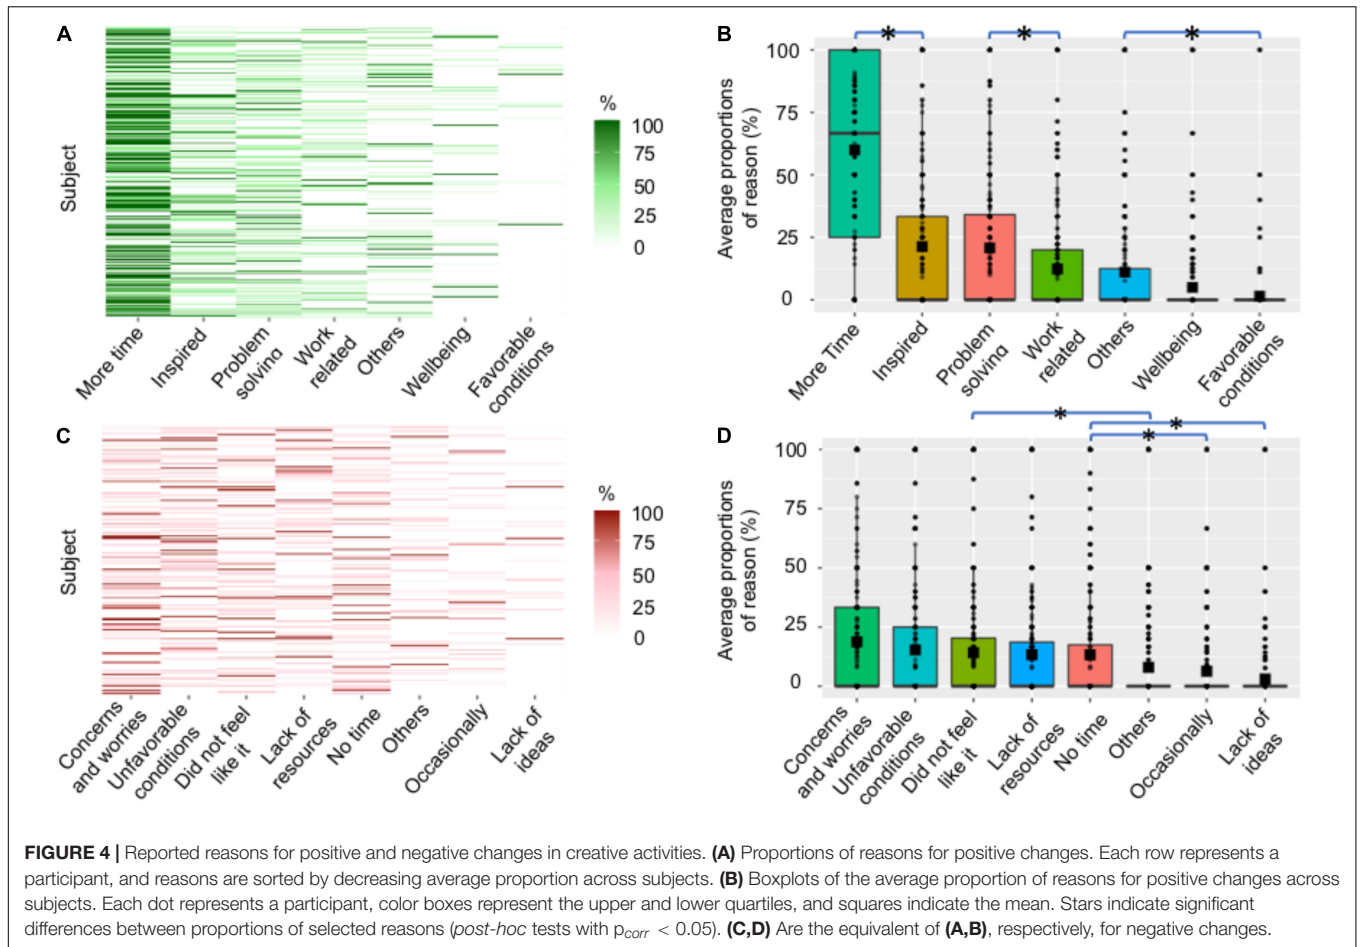 A
Subject
More time
Inspired
Problem
solving
Work
related
Others
Wellbeing
Favorable
conditions
%
100
75
50
25
0
B
Average proportions
of reason (%)
100
75
50
25
0
* * *
More Time
Inspired
Problem
solving
Work
related
Others
Wellbeing
Favorable
conditions
C
Subject
Concerns
and worries
Unfavorable
conditions
Did not feel
like it
Lack of
resources
No time
Others
Occasionally
Lack of
ideas
%
100
75
50
25
0
D
Average proportions
of reason (%)
100
75
50
25
0
*
*
*
Concerns
and worries
Unfavorable
conditions
Did not feel
like it
Lack of
resources
No time
Others
Occasionally
Lack of
ideas
FIGURE 4 | Reported reasons for positive and negative changes in creative activities. (A) Proportions of reasons for positive changes. Each row represents a
participant, and reasons are sorted by decreasing average proportion across subjects. (B) Boxplots of the average proportion of reasons for positive changes across
subjects. Each dot represents a participant, color boxes represent the upper and lower quartiles, and squares indicate the mean. Stars indicate significant
differences between proportions of selected reasons (post-hoc tests with pcorr < 0.05). (C,D) Are the equivalent of (A,B), respectively, for negative changes.